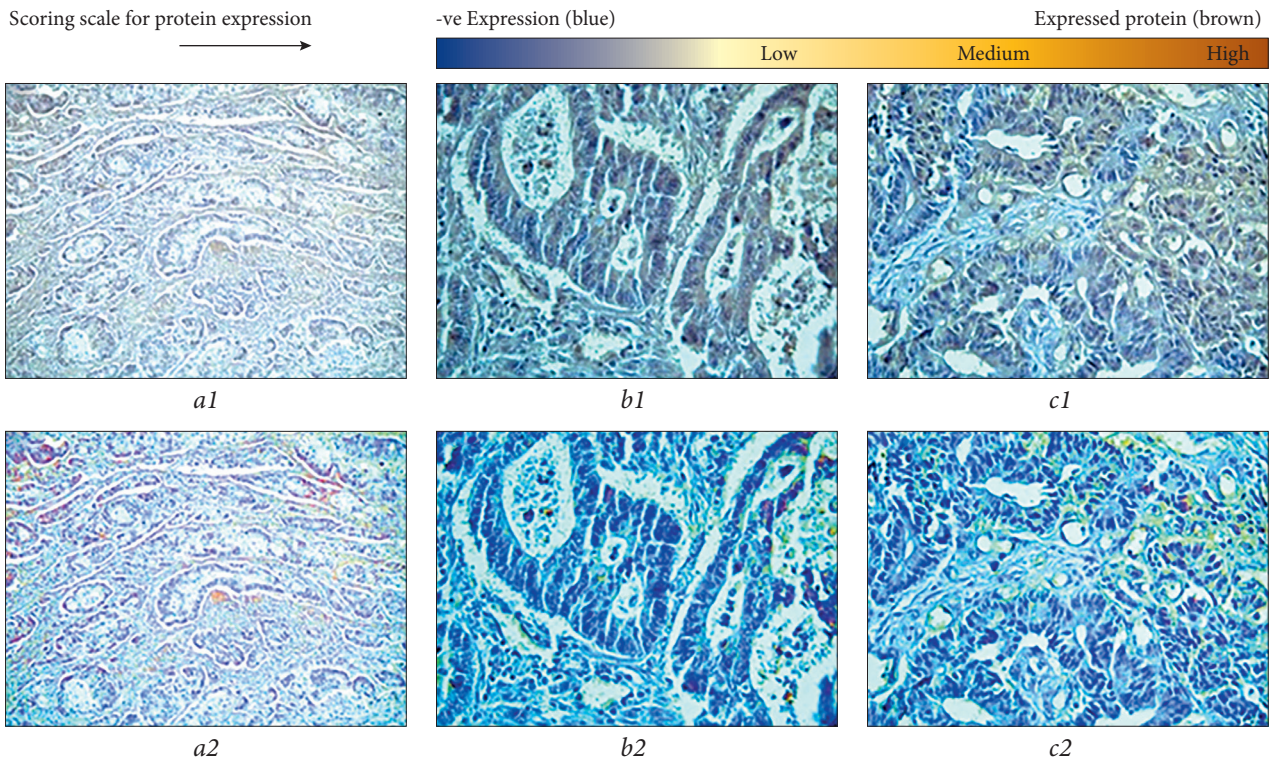 Scoring scale for protein expression
-ve Expression (blue) Expressed protein (brown)
Low Medium High
a1 b1 c1
a2 b2 c2